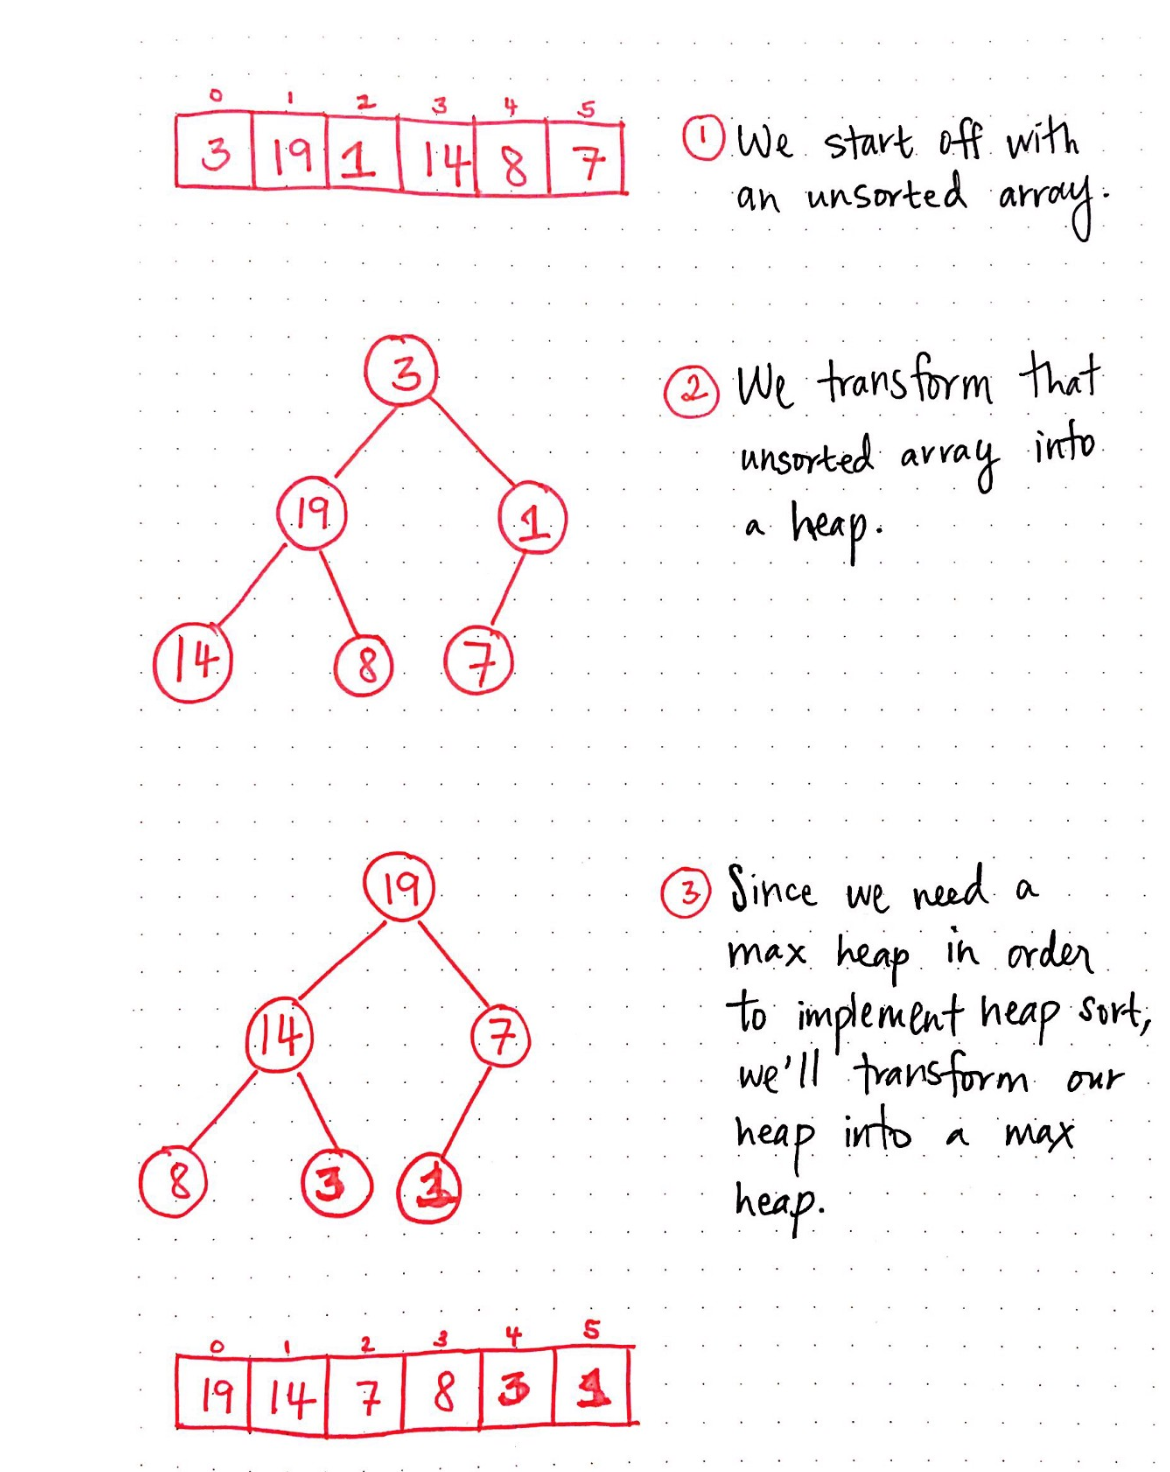 0 1 2 3 4 5
3 19 1 14 8 7
① We start off with
an unsorted array.
3
19 1
14 8 7
② We transform that
unsorted array into
a heap.
19
14 7
8 3 1
③ Since we need a
max heap in order
to implement heap sort,
we'll transform our
heap into a max
heap.
0 1 2 3 4 5
19 14 7 8 3 1